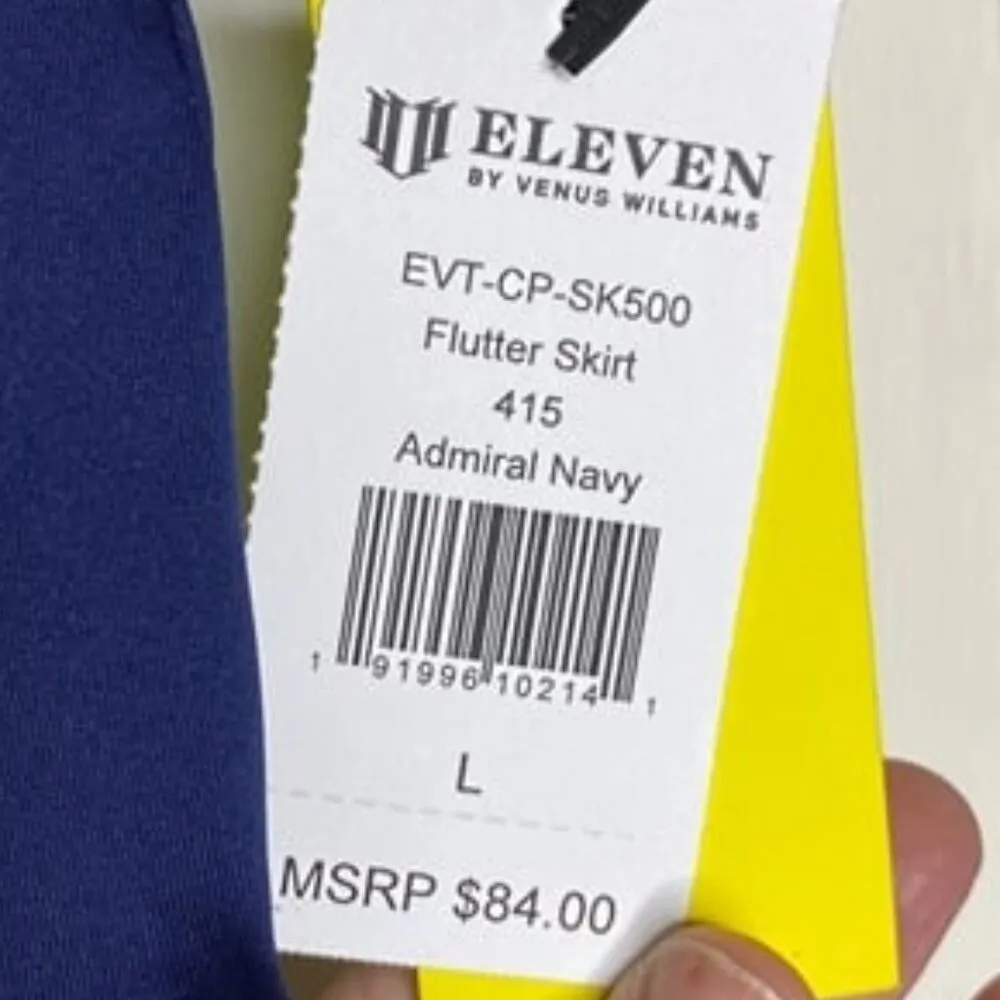 ELEVEN
BY VENUS WILLIAMS
EVT-CP-SK500
Flutter Skirt
415
Admiral Navy
1 91996 10214 1
L
MSRP $84.00